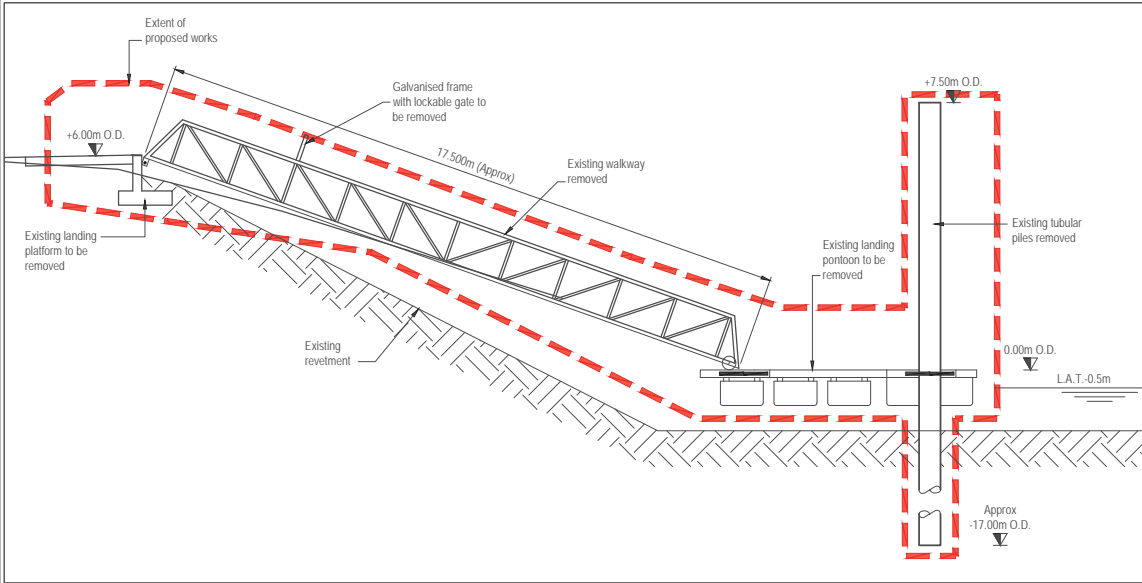 Extent of
proposed works
+7.50m O.D.
Galvanised frame
with lockable gate to
be removed
+6.00m O.D.
17.500m (Approx)
Existing walkway
removed
Existing landing
platform to be
removed
Existing landing
pontoon to be
removed
Existing tubular
piles removed
Existing
revetment
0.00m O.D.
L.A.T.-0.5m
Approx
-17.00m O.D.